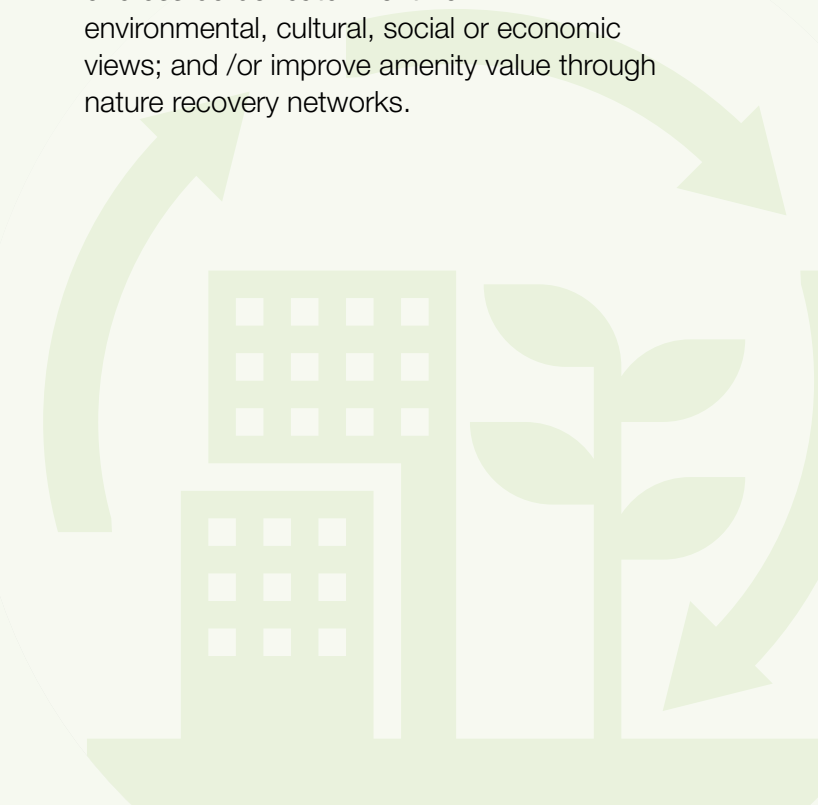 environmental, cultural, social or economic
views; and /or improve amenity value through
nature recovery networks.